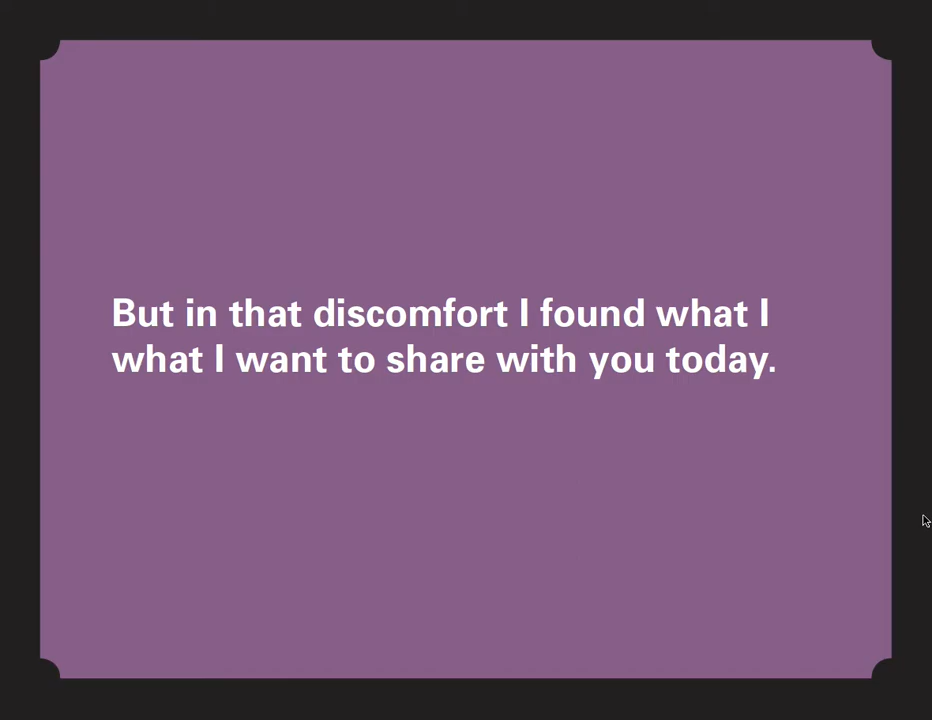 But in that discomfort I found what I
what I want to share with you today.